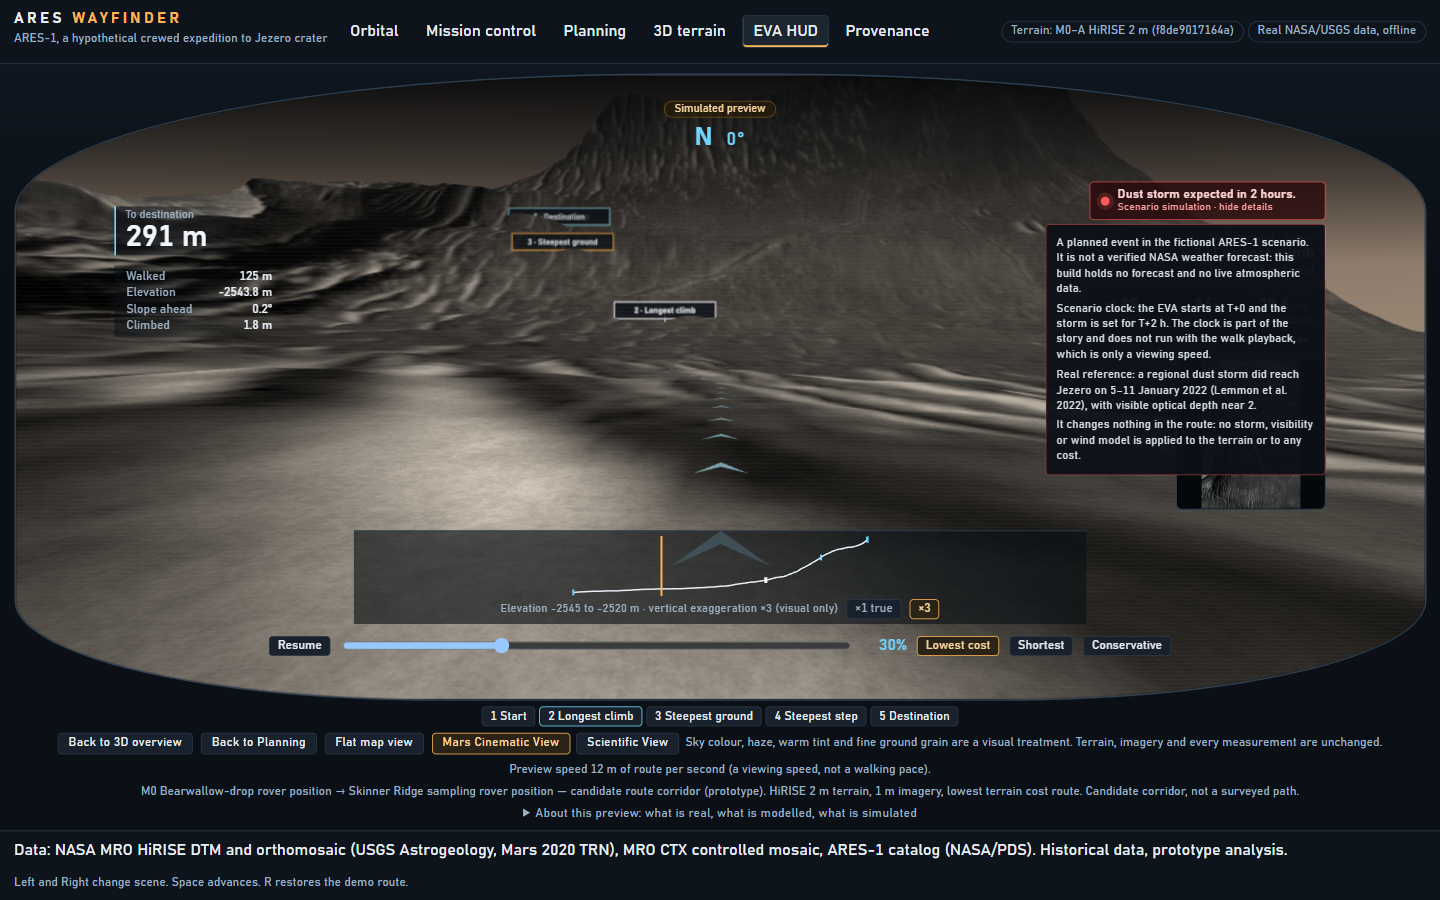 ARES WAYFINDER
ARES-1, a hypothetical crewed expedition to Jezero crater
Orbital
Mission control
Planning
3D terrain
EVA HUD
Provenance
Terrain: M0-A HiRISE 2 m (f8de9017164a)
Real NASA/USGS data, offline
Simulated preview
N 0°
To destination
291 m
Walked 125 m
Elevation -2543.8 m
Slope ahead 0.2°
Climbed 1.8 m
Destination
3 · Steepest ground
2 · Longest climb
Dust storm expected in 2 hours.
Scenario simulation · hide details
A planned event in the fictional ARES-1 scenario.
It is not a verified NASA weather forecast: this
build holds no forecast and no live atmospheric
data.
Scenario clock: the EVA starts at T+0 and the
storm is set for T+2 h. The clock is part of the
story and does not run with the walk playback,
which is only a viewing speed.
Real reference: a regional dust storm did reach
Jezero on 5–11 January 2022 (Lemmon et al.
2022), with visible optical depth near 2.
It changes nothing in the route: no storm, visibility
or wind model is applied to the terrain or to any
cost.
Elevation -2545 to -2520 m · vertical exaggeration ×3 (visual only)
×1 true
×3
Resume
30%
Lowest cost
Shortest
Conservative
1 Start
2 Longest climb
3 Steepest ground
4 Steepest step
5 Destination
Back to 3D overview
Back to Planning
Flat map view
Mars Cinematic View
Scientific View
Sky colour, haze, warm tint and fine ground grain are a visual treatment. Terrain, imagery and every measurement are unchanged.
Preview speed 12 m of route per second (a viewing speed, not a walking pace).
M0 Bearwallow-drop rover position → Skinner Ridge sampling rover position — candidate route corridor (prototype). HiRISE 2 m terrain, 1 m imagery, lowest terrain cost route. Candidate corridor, not a surveyed path.
▶ About this preview: what is real, what is modelled, what is simulated
Data: NASA MRO HiRISE DTM and orthomosaic (USGS Astrogeology, Mars 2020 TRN), MRO CTX controlled mosaic, ARES-1 catalog (NASA/PDS). Historical data, prototype analysis.
Left and Right change scene. Space advances. R restores the demo route.